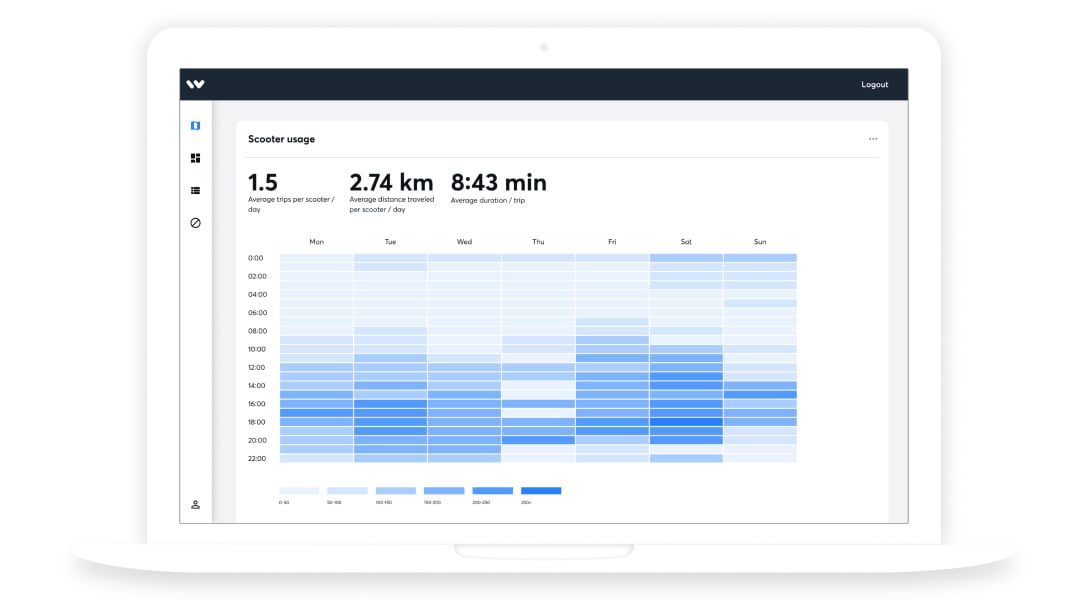 Logout
Scooter usage
1.5
Average trips per scooter /
day
2.74 km
Average distance traveled
per scooter / day
8:43 min
Average duration / trip
Mon Tue Wed Thu Fri Sat Sun
0:00
02:00
04:00
06:00
08:00
10:00
12:00
14:00
16:00
18:00
20:00
22:00
0-50 50-100 100-150 150-200 200-250 250+